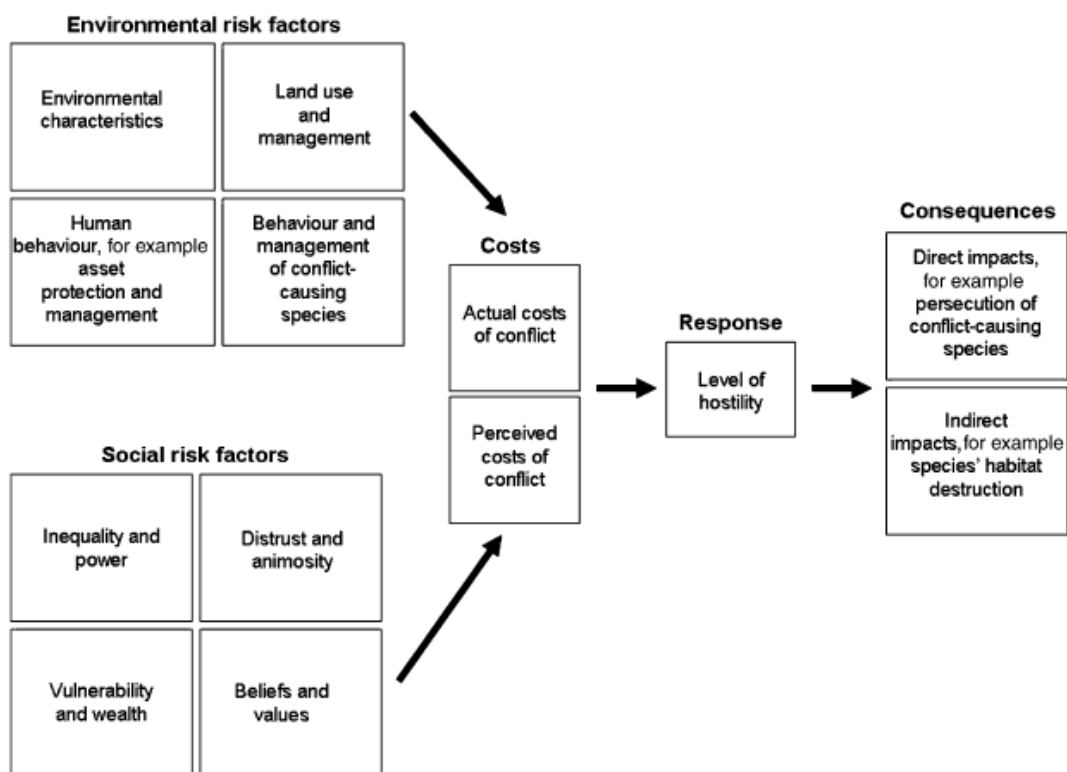 Environmental risk factors
Environmental
characteristics
Land use
and
management
Human
behaviour, for example
asset
protection and
management
Behaviour and
management
of conflict-
causing
species
Social risk factors
Inequality and
power
Distrust and
animosity
Vulnerability
and wealth
Beliefs and
values
Costs
Actual costs
of conflict
Perceived
costs of
conflict
Response
Level of
hostility
Consequences
Direct impacts,
for example
persecution of
conflict-causing
species
Indirect
impacts, for example
species' habitat
destruction